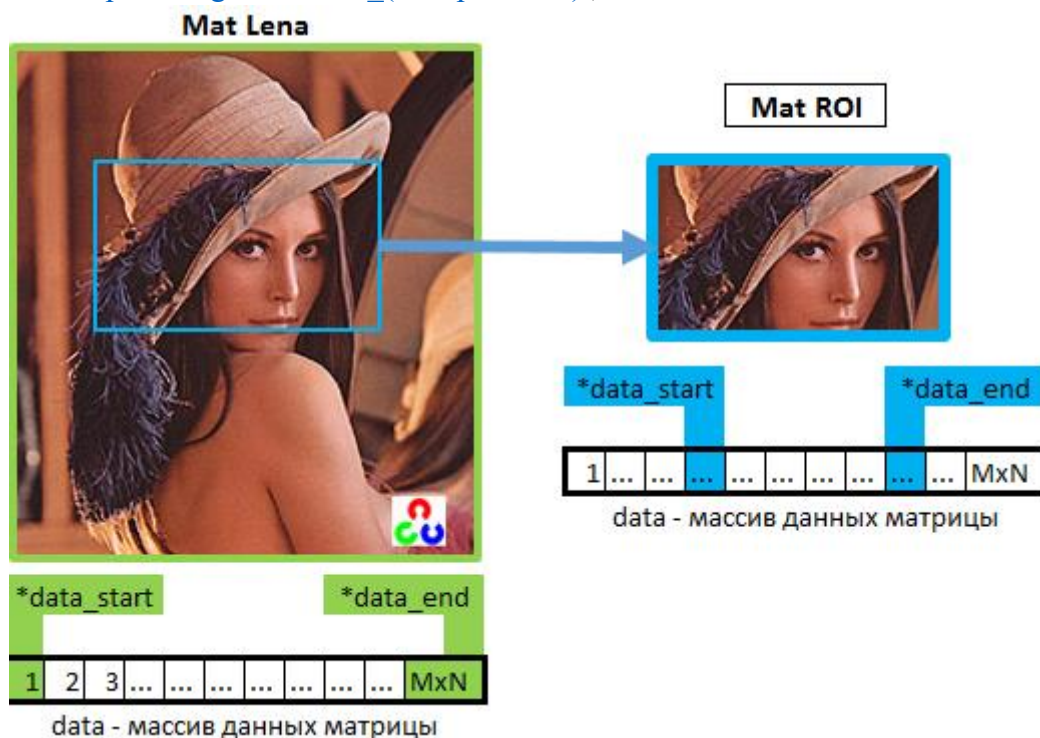 Mat Lena
Mat ROI
*data_start *data_end
1 ... ... ... ... ... ... ... ... MxN
data - массив данных матрицы
*data_start *data_end
1 2 3 ... ... ... ... ... ... MxN
data - массив данных матрицы